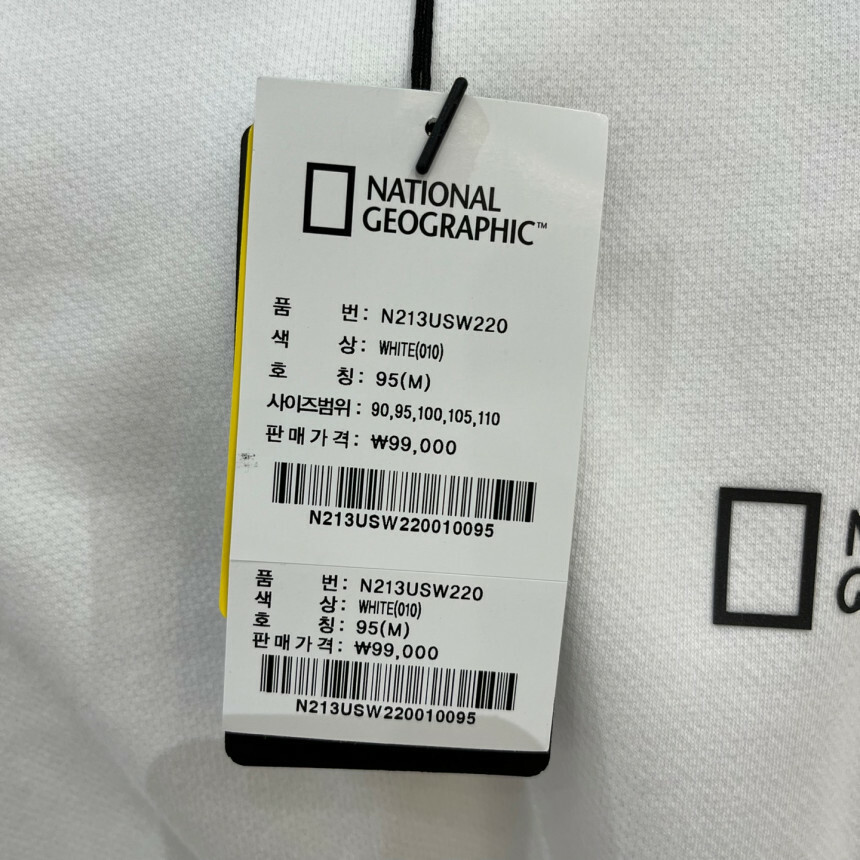 NATIONAL
GEOGRAPHIC™
품 번: N213USW220
색 상: WHITE(010)
호 칭: 95(M)
사이즈범위: 90,95,100,105,110
판매가격: ₩99,000
N213USW220010095
품 번: N213USW220
색 상: WHITE(010)
호 칭: 95(M)
판매가격: ₩99,000
N213USW220010095